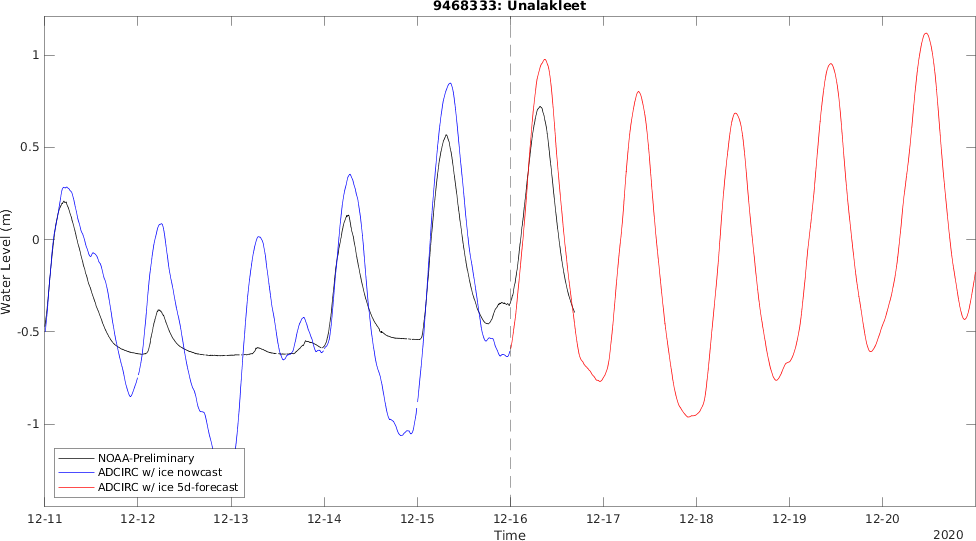 9468333: Unalakleet
Water Level (m)
1
0.5
0
-0.5
-1
NOAA-Preliminary
ADCIRC w/ ice nowcast
ADCIRC w/ ice 5d-forecast
12-11 12-12 12-13 12-14 12-15 12-16 12-17 12-18 12-19 12-20
Time
2020